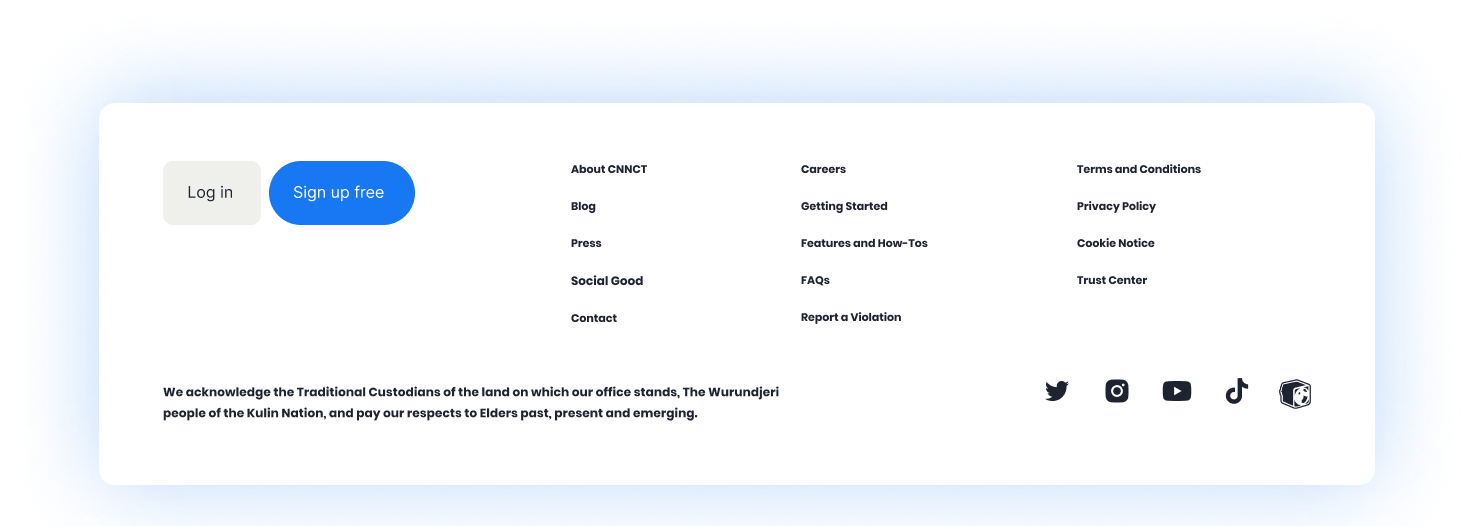 Log in
Sign up free
About CNNCT
Blog
Press
Social Good
Contact
Careers
Getting Started
Features and How-Tos
FAQs
Report a Violation
Terms and Conditions
Privacy Policy
Cookie Notice
Trust Center
We acknowledge the Traditional Custodians of the land on which our office stands, The Wurundjeri
people of the Kulin Nation, and pay our respects to Elders past, present and emerging.